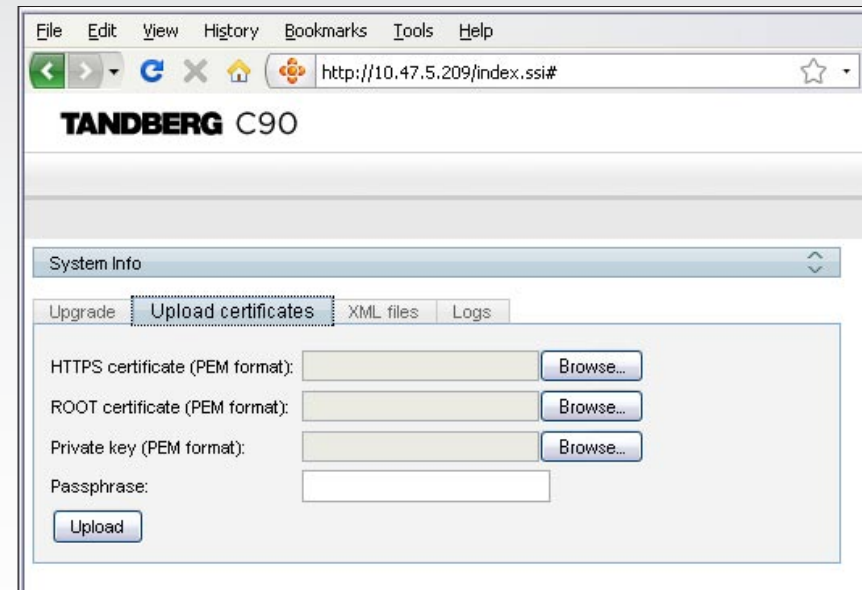 File Edit View History Bookmarks Tools Help
http://10.47.5.209/index.ssi#
TANDBERG C90
System Info
Upgrade Upload certificates XML files Logs
HTTPS certificate (PEM format): Browse...
ROOT certificate (PEM format): Browse...
Private key (PEM format): Browse...
Passphrase:
Upload